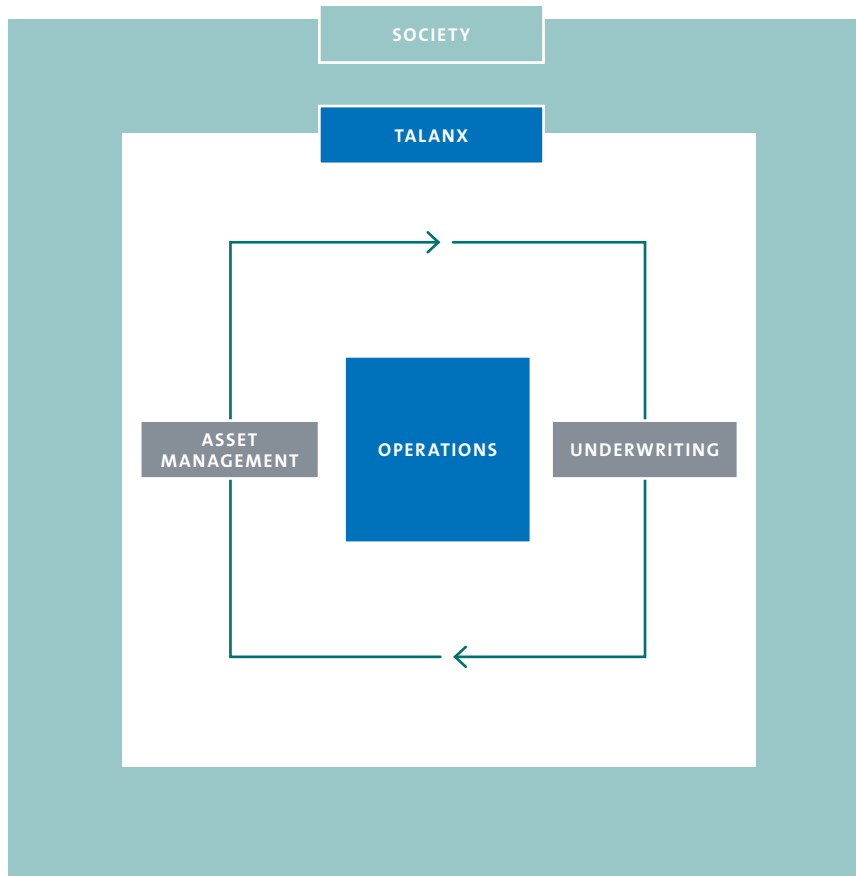 SOCIETY
TALANX
ASSET
MANAGEMENT
OPERATIONS
UNDERWRITING